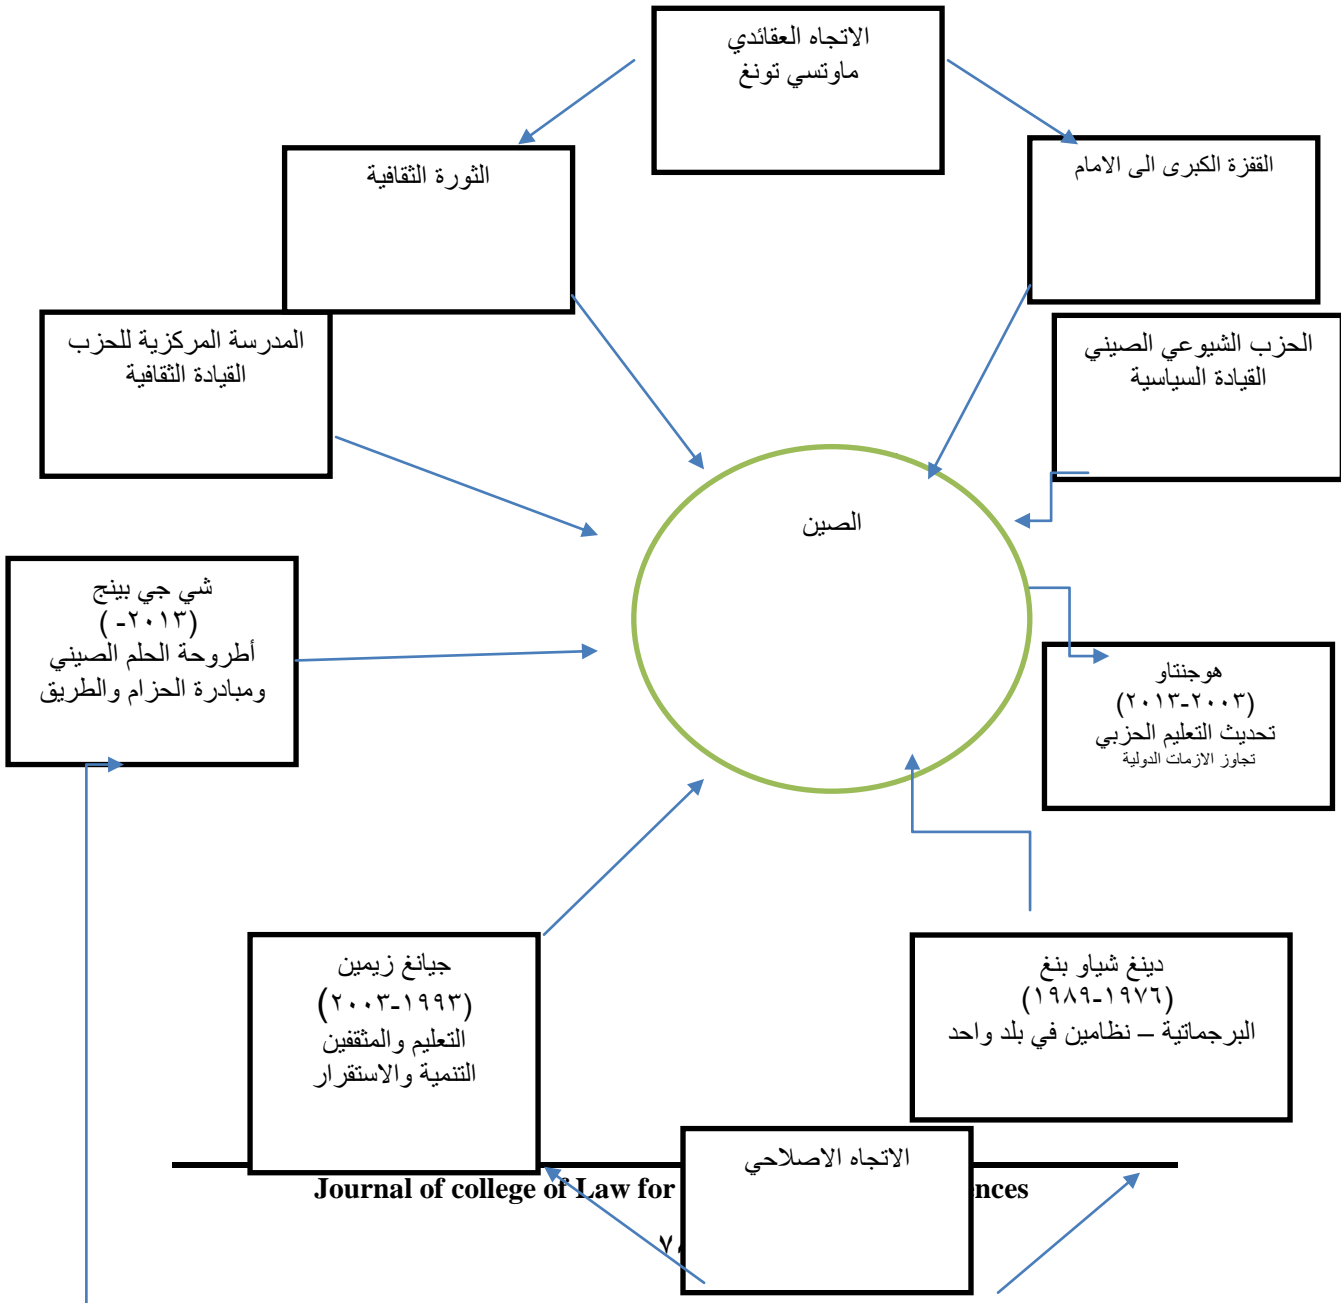 الاتجاه العقائدي
ماوتسي تونغ
القفزة الكبرى الى الامام
الثورة الثقافية
الحزب الشيوعي الصيني
القيادة السياسية
المدرسة المركزية للحزب
القيادة الثقافية
الصين
شي جي بينج
(٢٠١٣- )
أطروحة الحلم الصيني
ومبادرة الحزام والطريق
هوجنتاو
(٢٠٠٣-٢٠١٣)
تحديث التعليم الحزبي
تجاوز الازمات الدولية
دينغ شياو بنغ
(١٩٧٦-١٩٨٩)
البرجماتية – نظامين في بلد واحد
جيانغ زيمين
(١٩٩٣-٢٠٠٣)
التعليم والمثقفين
التنمية والاستقرار
الاتجاه الاصلاحي
Journal of college of Law for